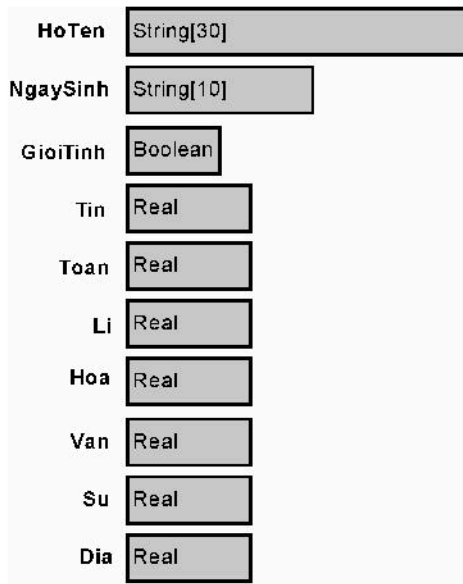 HoTen String[30]
NgaySinh String[10]
GioiTinh Boolean
Tin Real
Toan Real
Li Real
Hoa Real
Van Real
Su Real
Dia Real